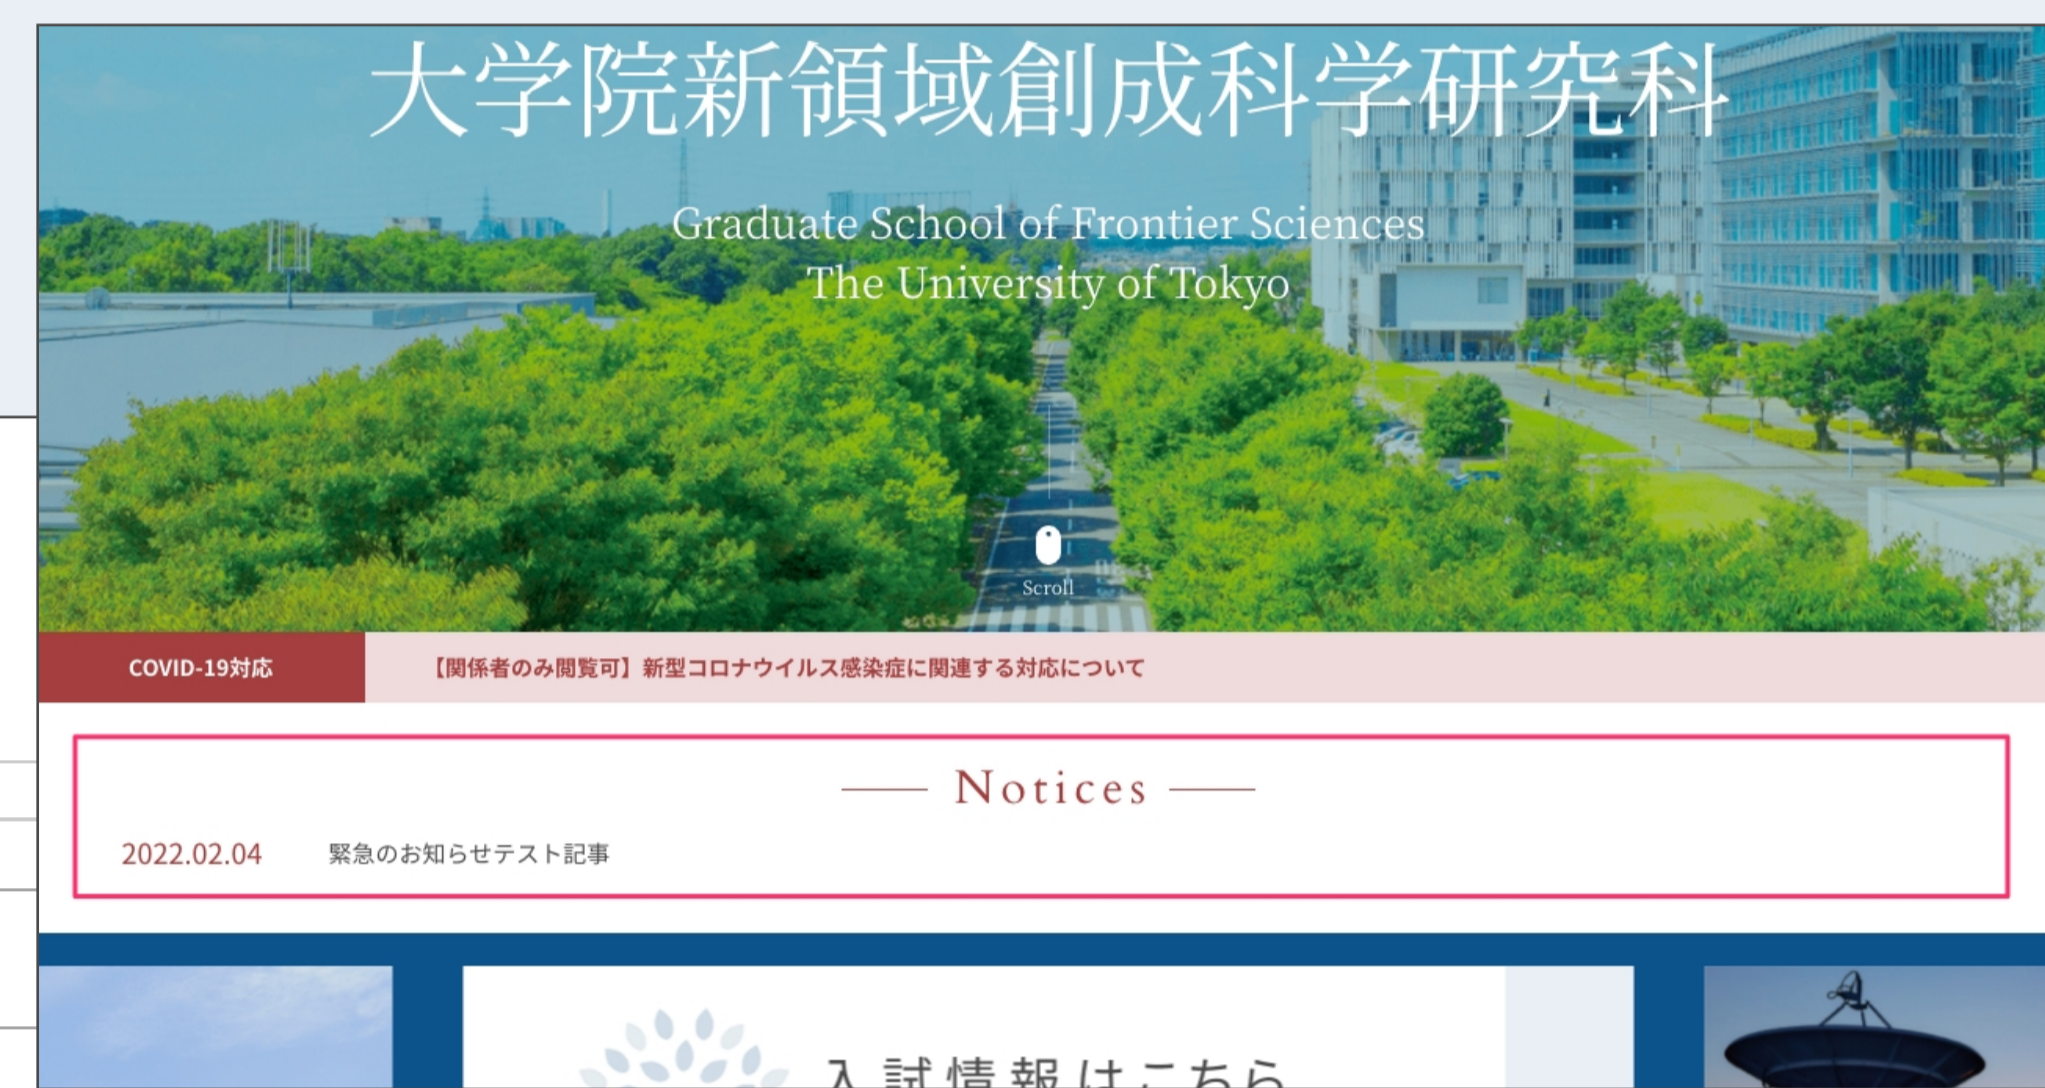 大学院新領域創成科学研究科
Graduate School of Frontier Sciences
The University of Tokyo
Scroll
COVID-19対応
【関係者のみ閲覧可】新型コロナウイルス感染症に関連する対応について
Notices
2022.02.04 緊急のお知らせテスト記事
入試情報はこちら